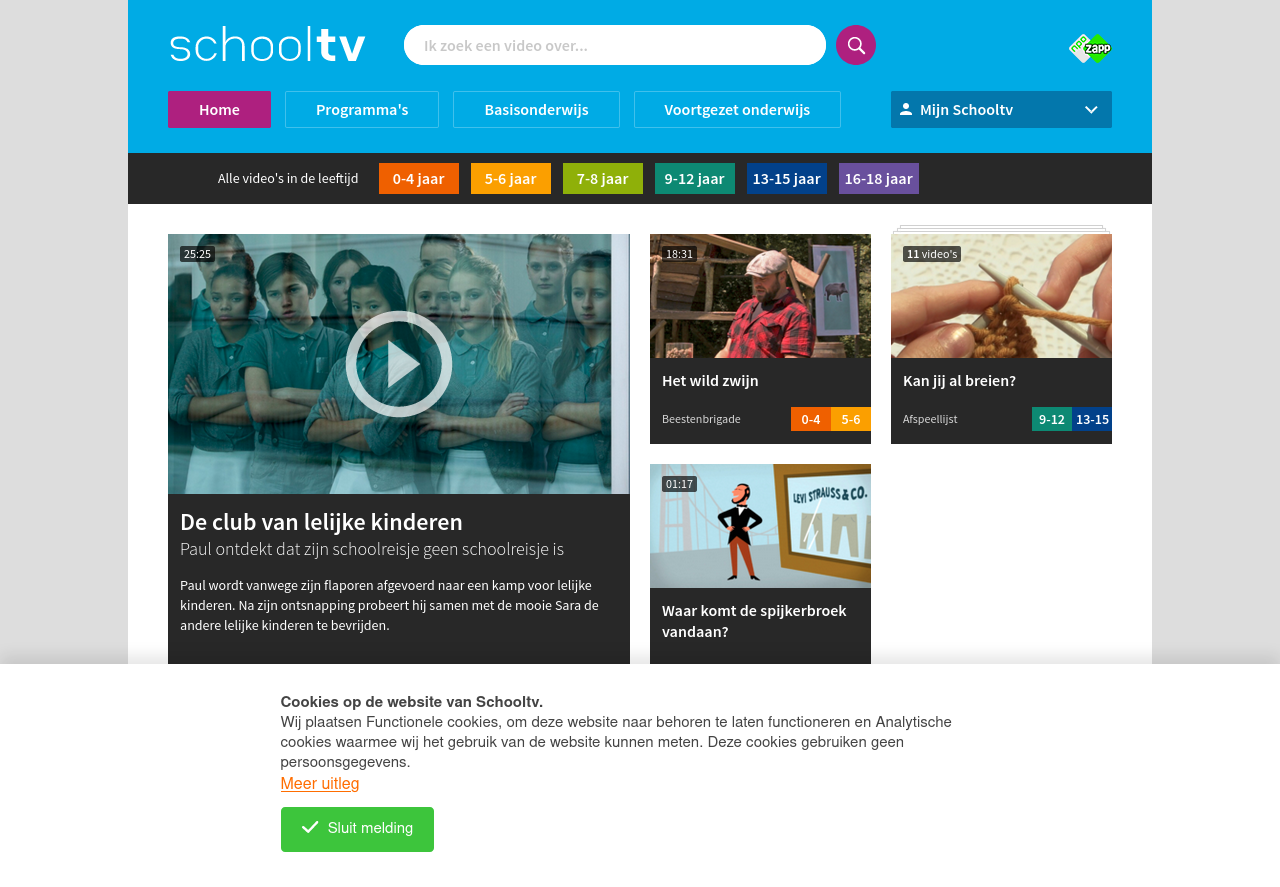 schooltv
Ik zoek een video over...
npo zapp
Home
Programma's
Basisonderwijs
Voortgezet onderwijs
Mijn Schooltv
Alle video's in de leeftijd
0-4 jaar
5-6 jaar
7-8 jaar
9-12 jaar
13-15 jaar
16-18 jaar
25:25
De club van lelijke kinderen
Paul ontdekt dat zijn schoolreisje geen schoolreisje is
Paul wordt vanwege zijn flaporen afgevoerd naar een kamp voor lelijke
kinderen. Na zijn ontsnapping probeert hij samen met de mooie Sara de
andere lelijke kinderen te bevrijden.
18:31
Het wild zwijn
Beestenbrigade
0-4
5-6
11 video's
Kan jij al breien?
Afspeellijst
9-12
13-15
01:17
LEVI STRAUSS & CO.
Waar komt de spijkerbroek
vandaan?
Cookies op de website van Schooltv.
Wij plaatsen Functionele cookies, om deze website naar behoren te laten functioneren en Analytische
cookies waarmee wij het gebruik van de website kunnen meten. Deze cookies gebruiken geen
persoonsgegevens.
Meer uitleg
Sluit melding